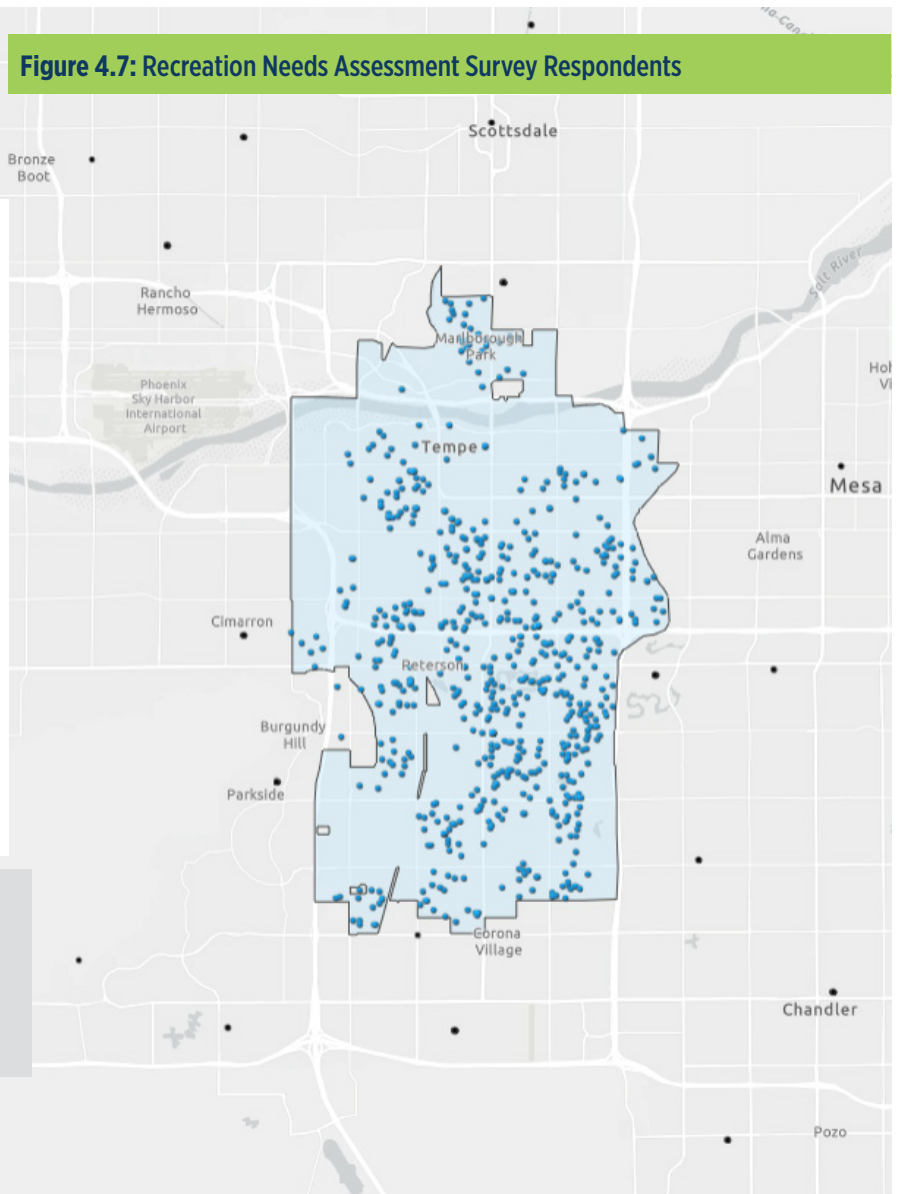 Figure 4.7: Recreation Needs Assessment Survey Respondents
Scottsdale
Bronze
Boot
Salt River
Rancho
Hermoso
Marlborough
Park
Phoenix
Sky Harbor
International
Airport
Tempe
Mesa
Alma
Gardens
Cimarron
Reterson
Burgundy
Hill
Parkside
Corona
Village
Chandler
Pozo